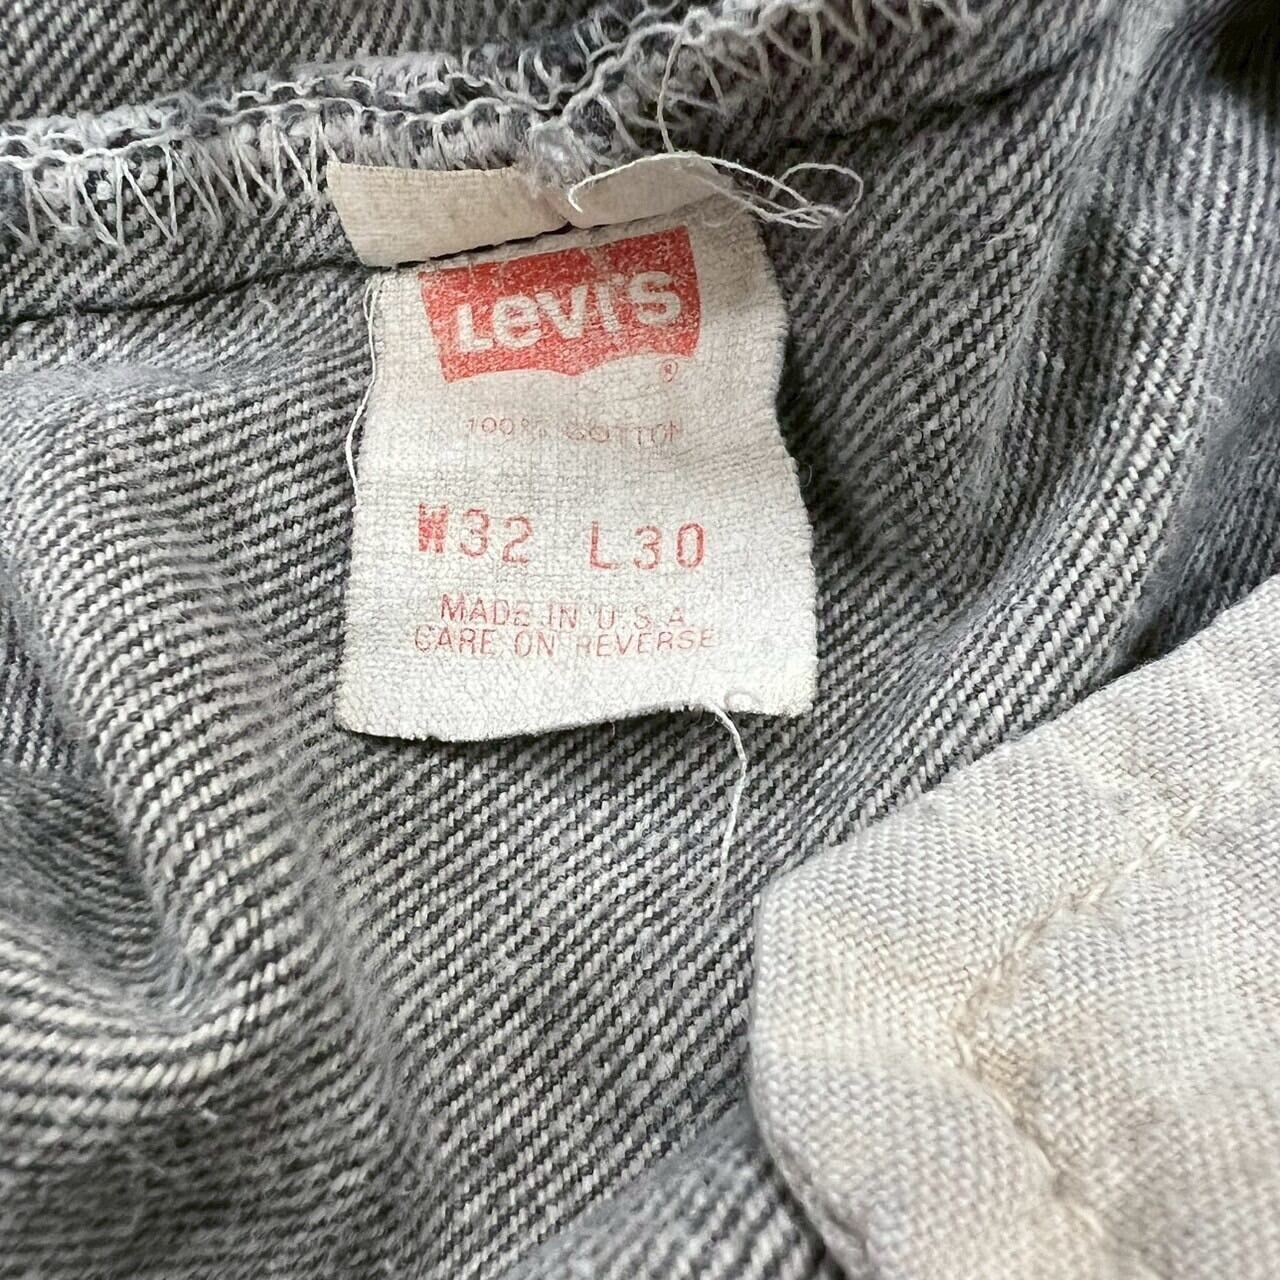 Levi's ®
100% COTTON
W32 L30
MADE IN U.S.A
CARE ON REVERSE